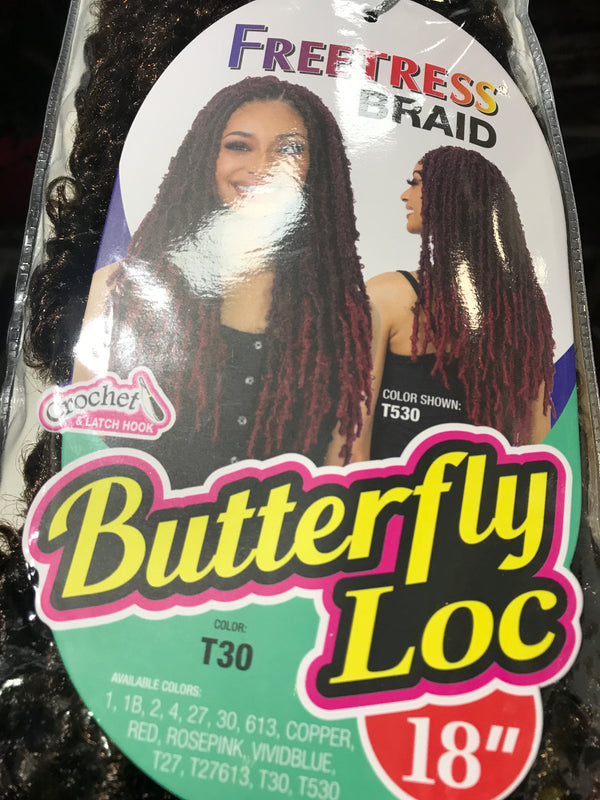 FREETRESS
BRAID
COLOR SHOWN:
T530
Crochet
& LATCH HOOK
Butterfly
Loc
COLOR:
T30
AVAILABLE COLORS:
1, 1B, 2, 4, 27, 30, 613, COPPER,
RED, ROSEPINK, VIVIDBLUE,
T27, T27613, T30, T530
18"